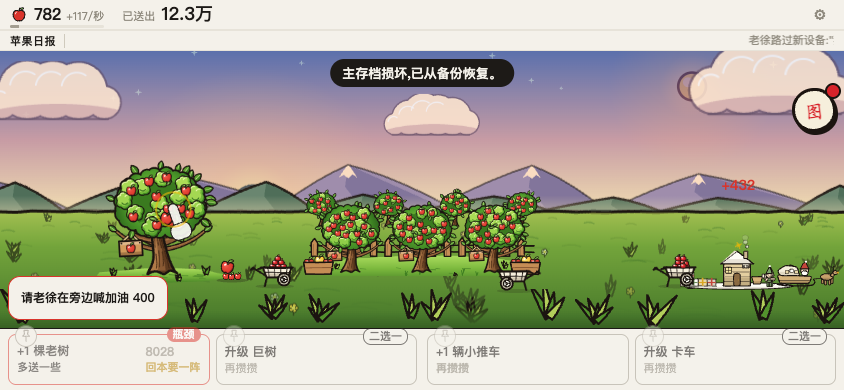 782 +117/秒 已送出 12.3万
苹果日报
老徐路过新设备:"
主存档损坏,已从备份恢复。
图
+432
请老徐在旁边喊加油 400
瓶颈
+1 棵老树 8028
多送一些 回本要一阵
二选一
升级 巨树
再攒攒
+1 辆小推车
再攒攒
二选一
升级 卡车
再攒攒